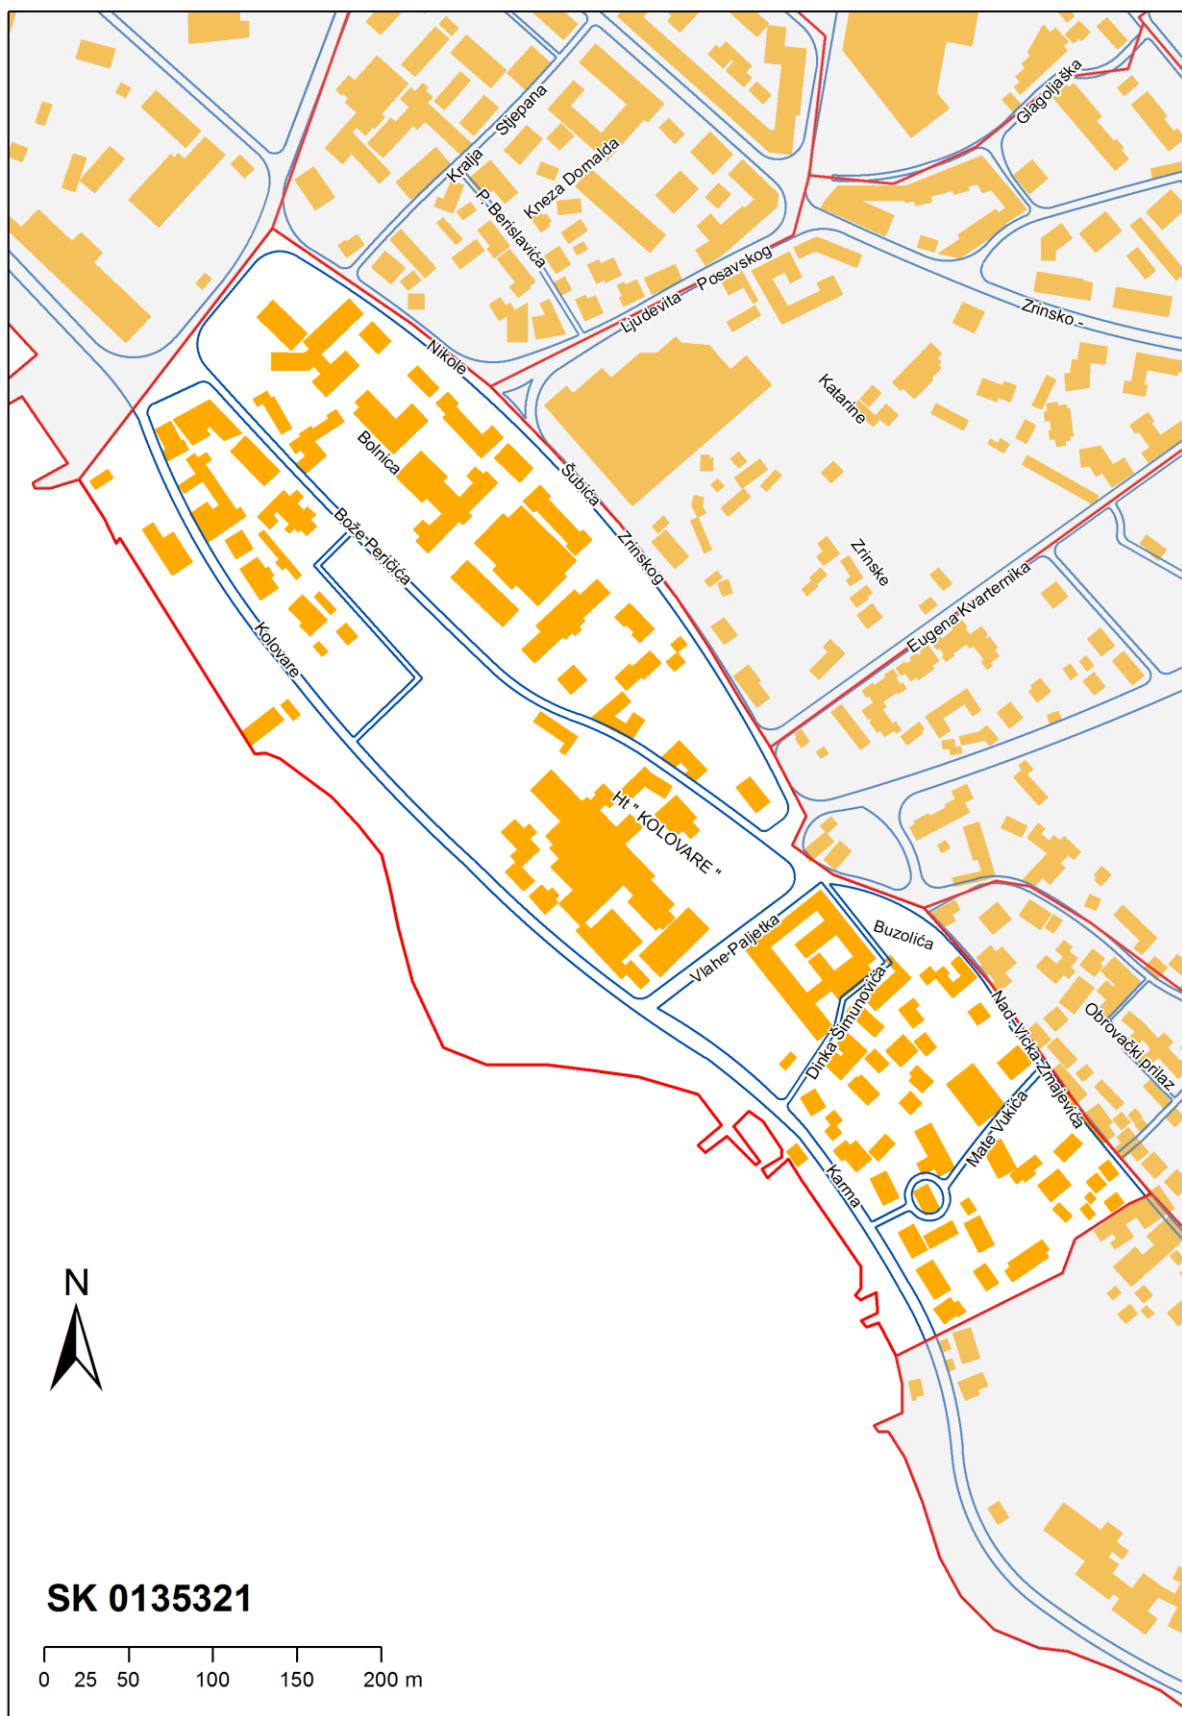 Glagoljaška
Kralja Stjepana
Kneza Domalda
P. Berislavića
Ljudevita Posavskog
Zrinsko -
Nikole Šubića Zrinskog
Katarine Zrinske
Bolnica
Bože Peričića
Eugena Kvarternika
Kolovare
Ht " KOLOVARE "
Vlahe Paljetka
Buzolića
Dinka Šimunovića
Nad. Vicka Zmajevića
Obrovački prilaz
Mate Vukića
Karma
N
SK 0135321
0 25 50 100 150 200 m